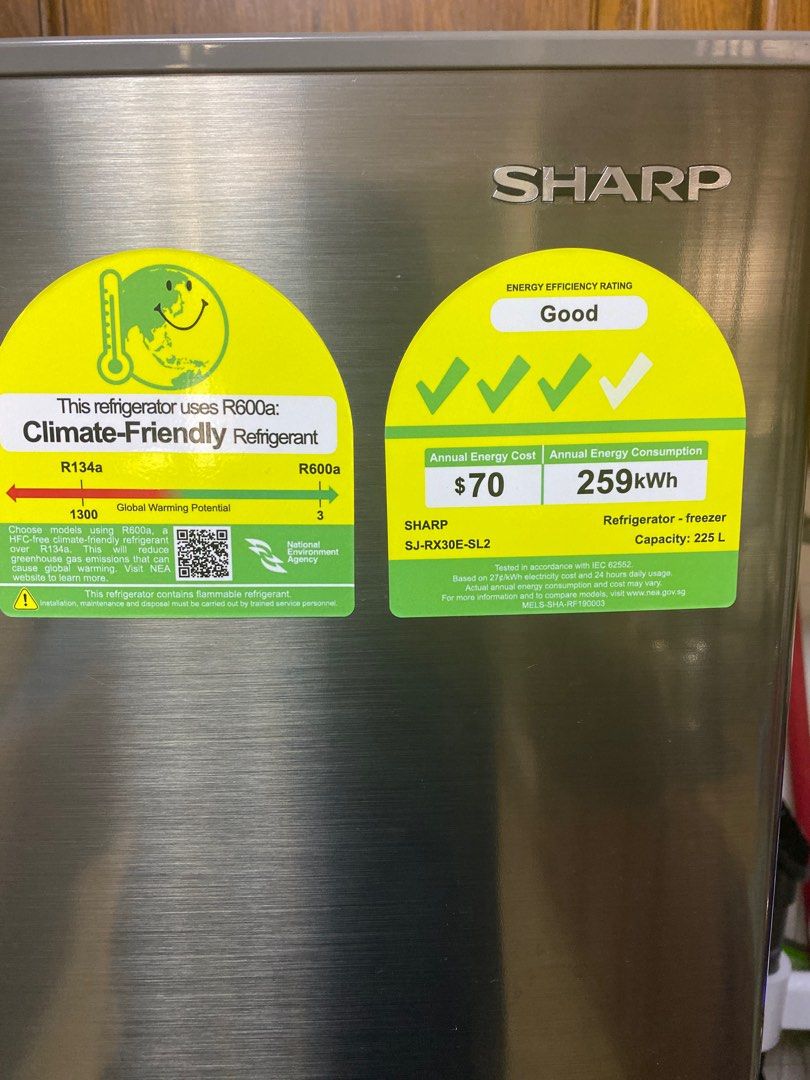 SHARP
This refrigerator uses R600a:
Climate-Friendly Refrigerant
R134a R600a
Global Warming Potential
1300 3
Choose models using R600a, a
HFC-free climate-friendly refrigerant
over R134a. This will reduce
greenhouse gas emissions that can
cause global warming. Visit NEA
website to learn more.
National
Environment
Agency
This refrigerator contains flammable refrigerant.
Installation, maintenance and disposal must be carried out by trained service personnel.
ENERGY EFFICIENCY RATING
Good
Annual Energy Cost Annual Energy Consumption
$70 259kWh
SHARP Refrigerator - freezer
SJ-RX30E-SL2 Capacity: 225 L
Tested in accordance with IEC 62552.
Based on 27¢/kWh electricity cost and 24 hours daily usage.
Actual annual energy consumption and cost may vary.
For more information and to compare models, visit www.nea.gov.sg
MELS-SHA-RF190003